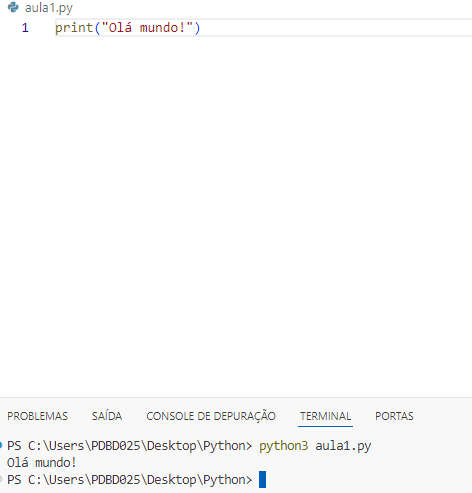 aula1.py
1 print("Olá mundo!")
PROBLEMAS SAÍDA CONSOLE DE DEPURAÇÃO TERMINAL PORTAS
PS C:\Users\PDBD025\Desktop\Python> python3 aula1.py
Olá mundo!
PS C:\Users\PDBD025\Desktop\Python>